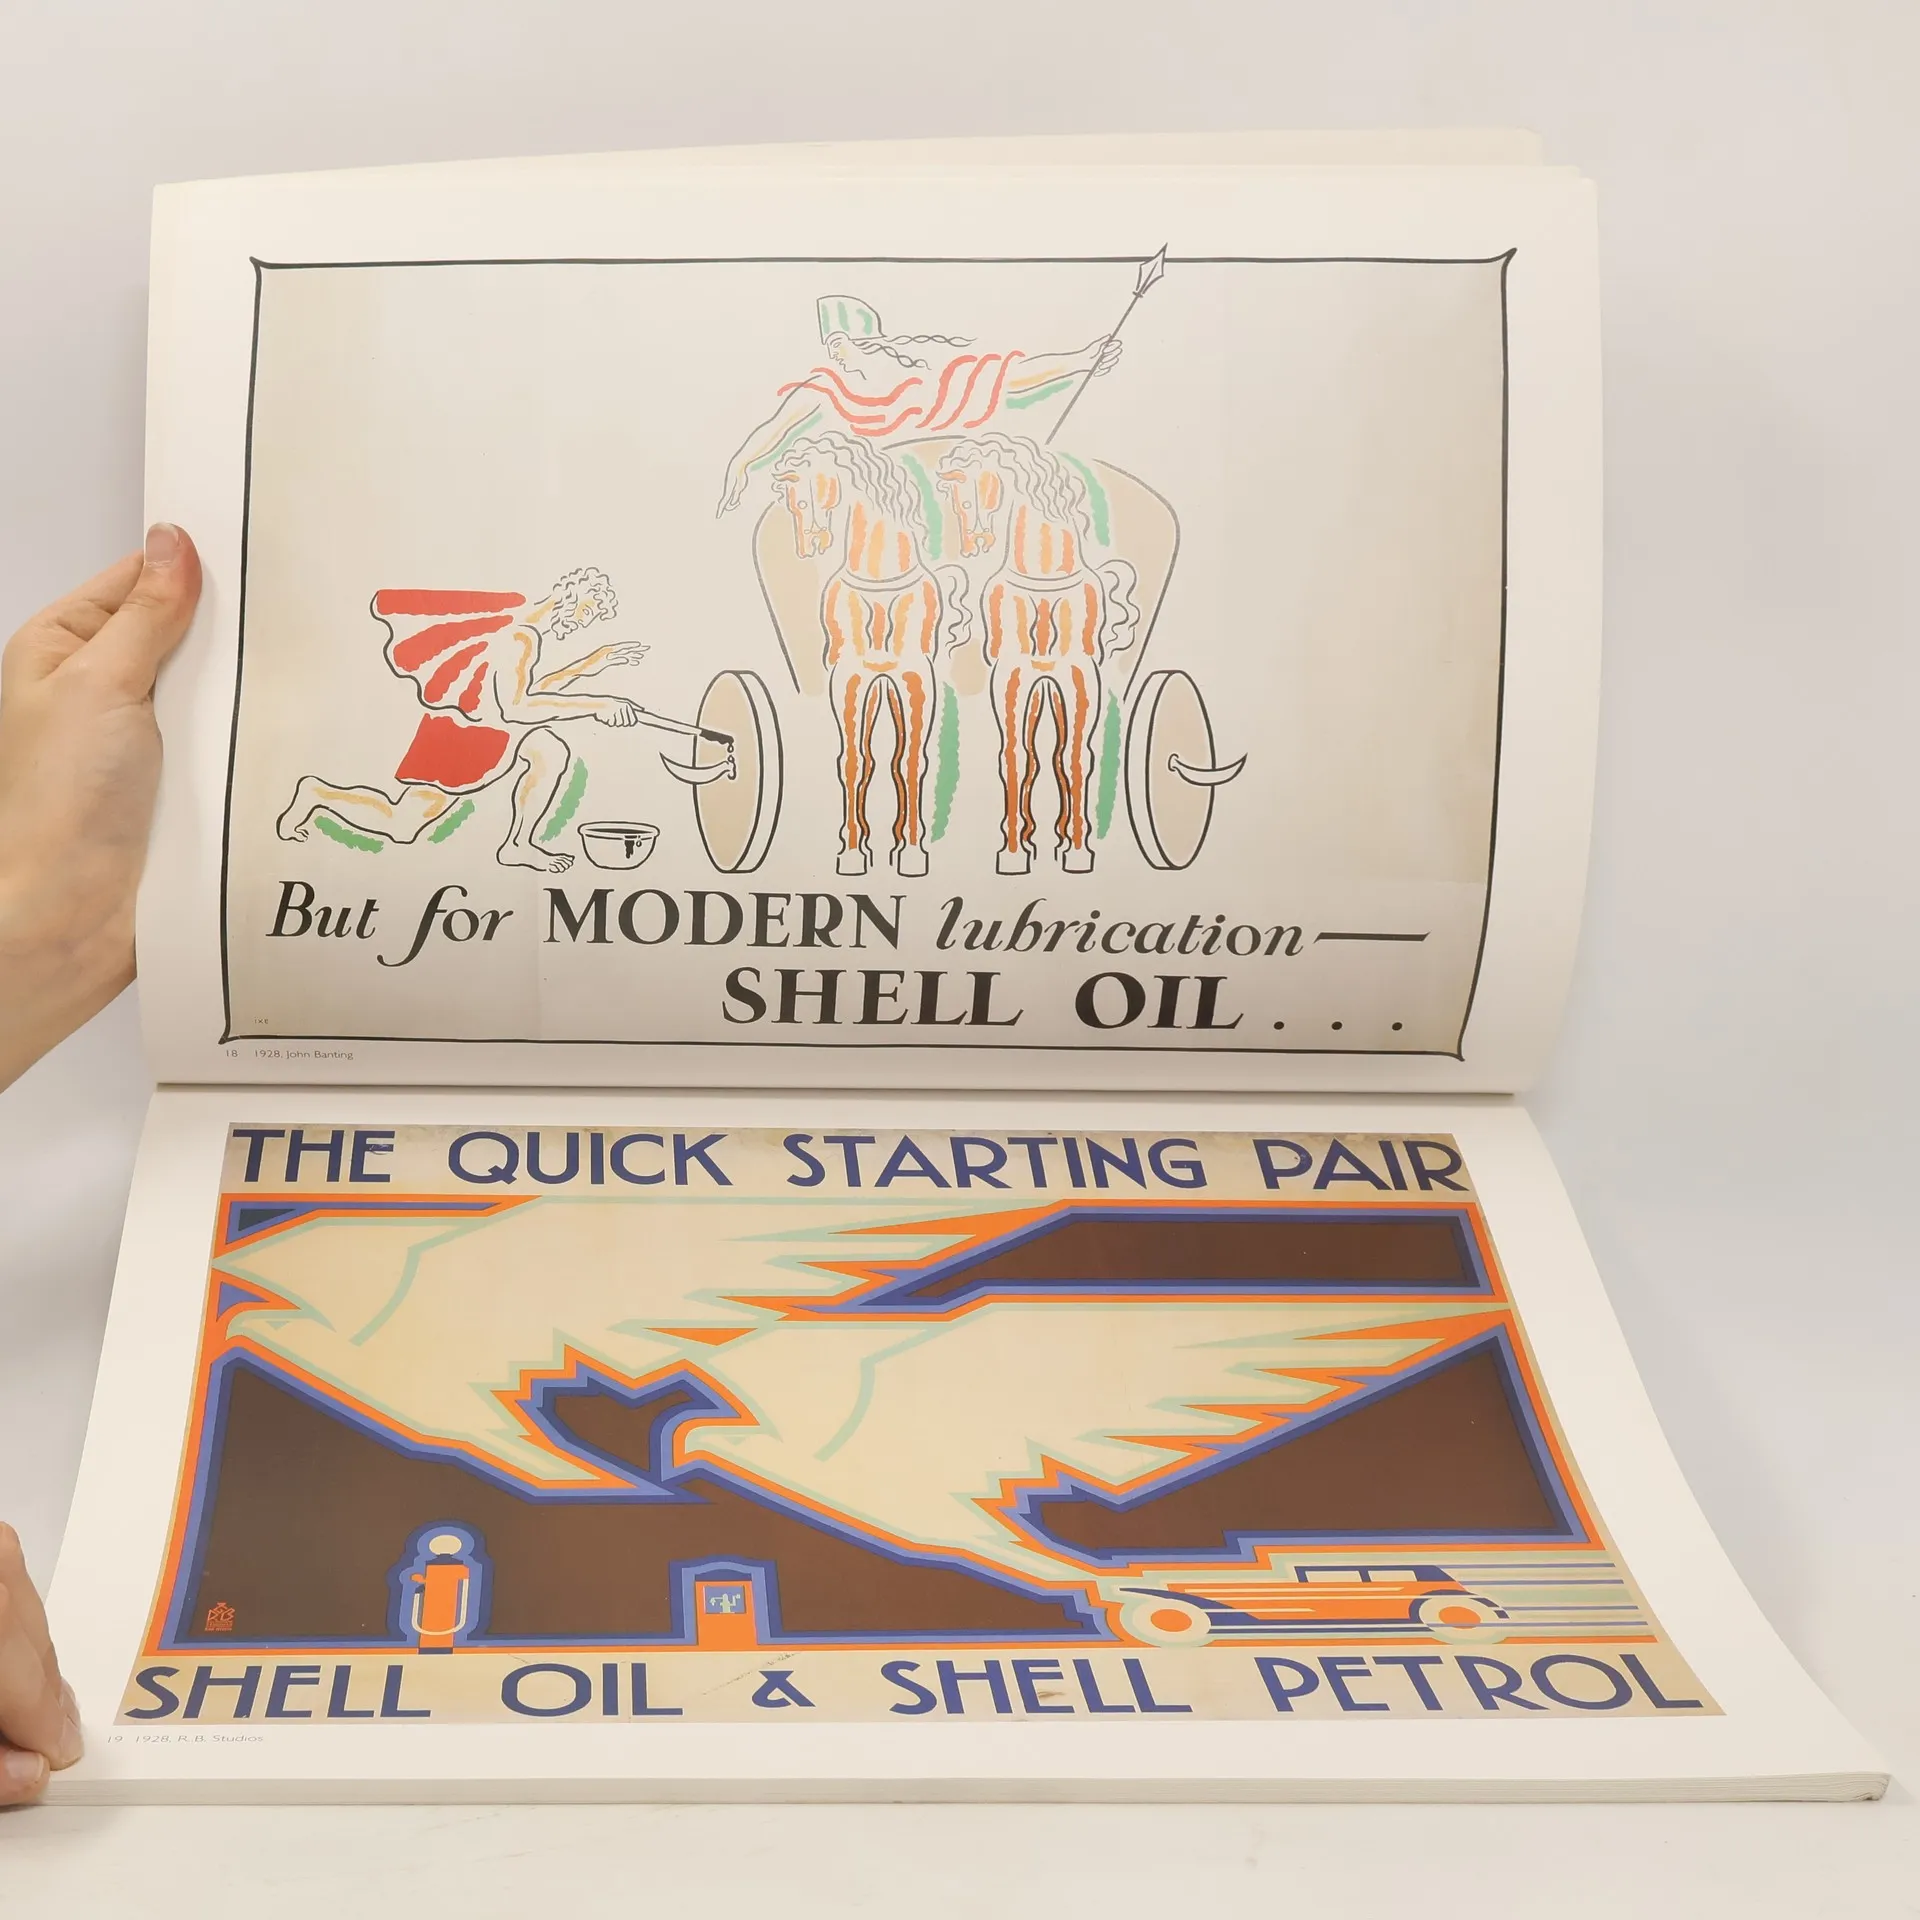 But for MODERN lubrication—
SHELL OIL...
18 1928. John Banting
THE QUICK STARTING PAIR
SHELL OIL & SHELL PETROL
19 1928, R.B. Studios